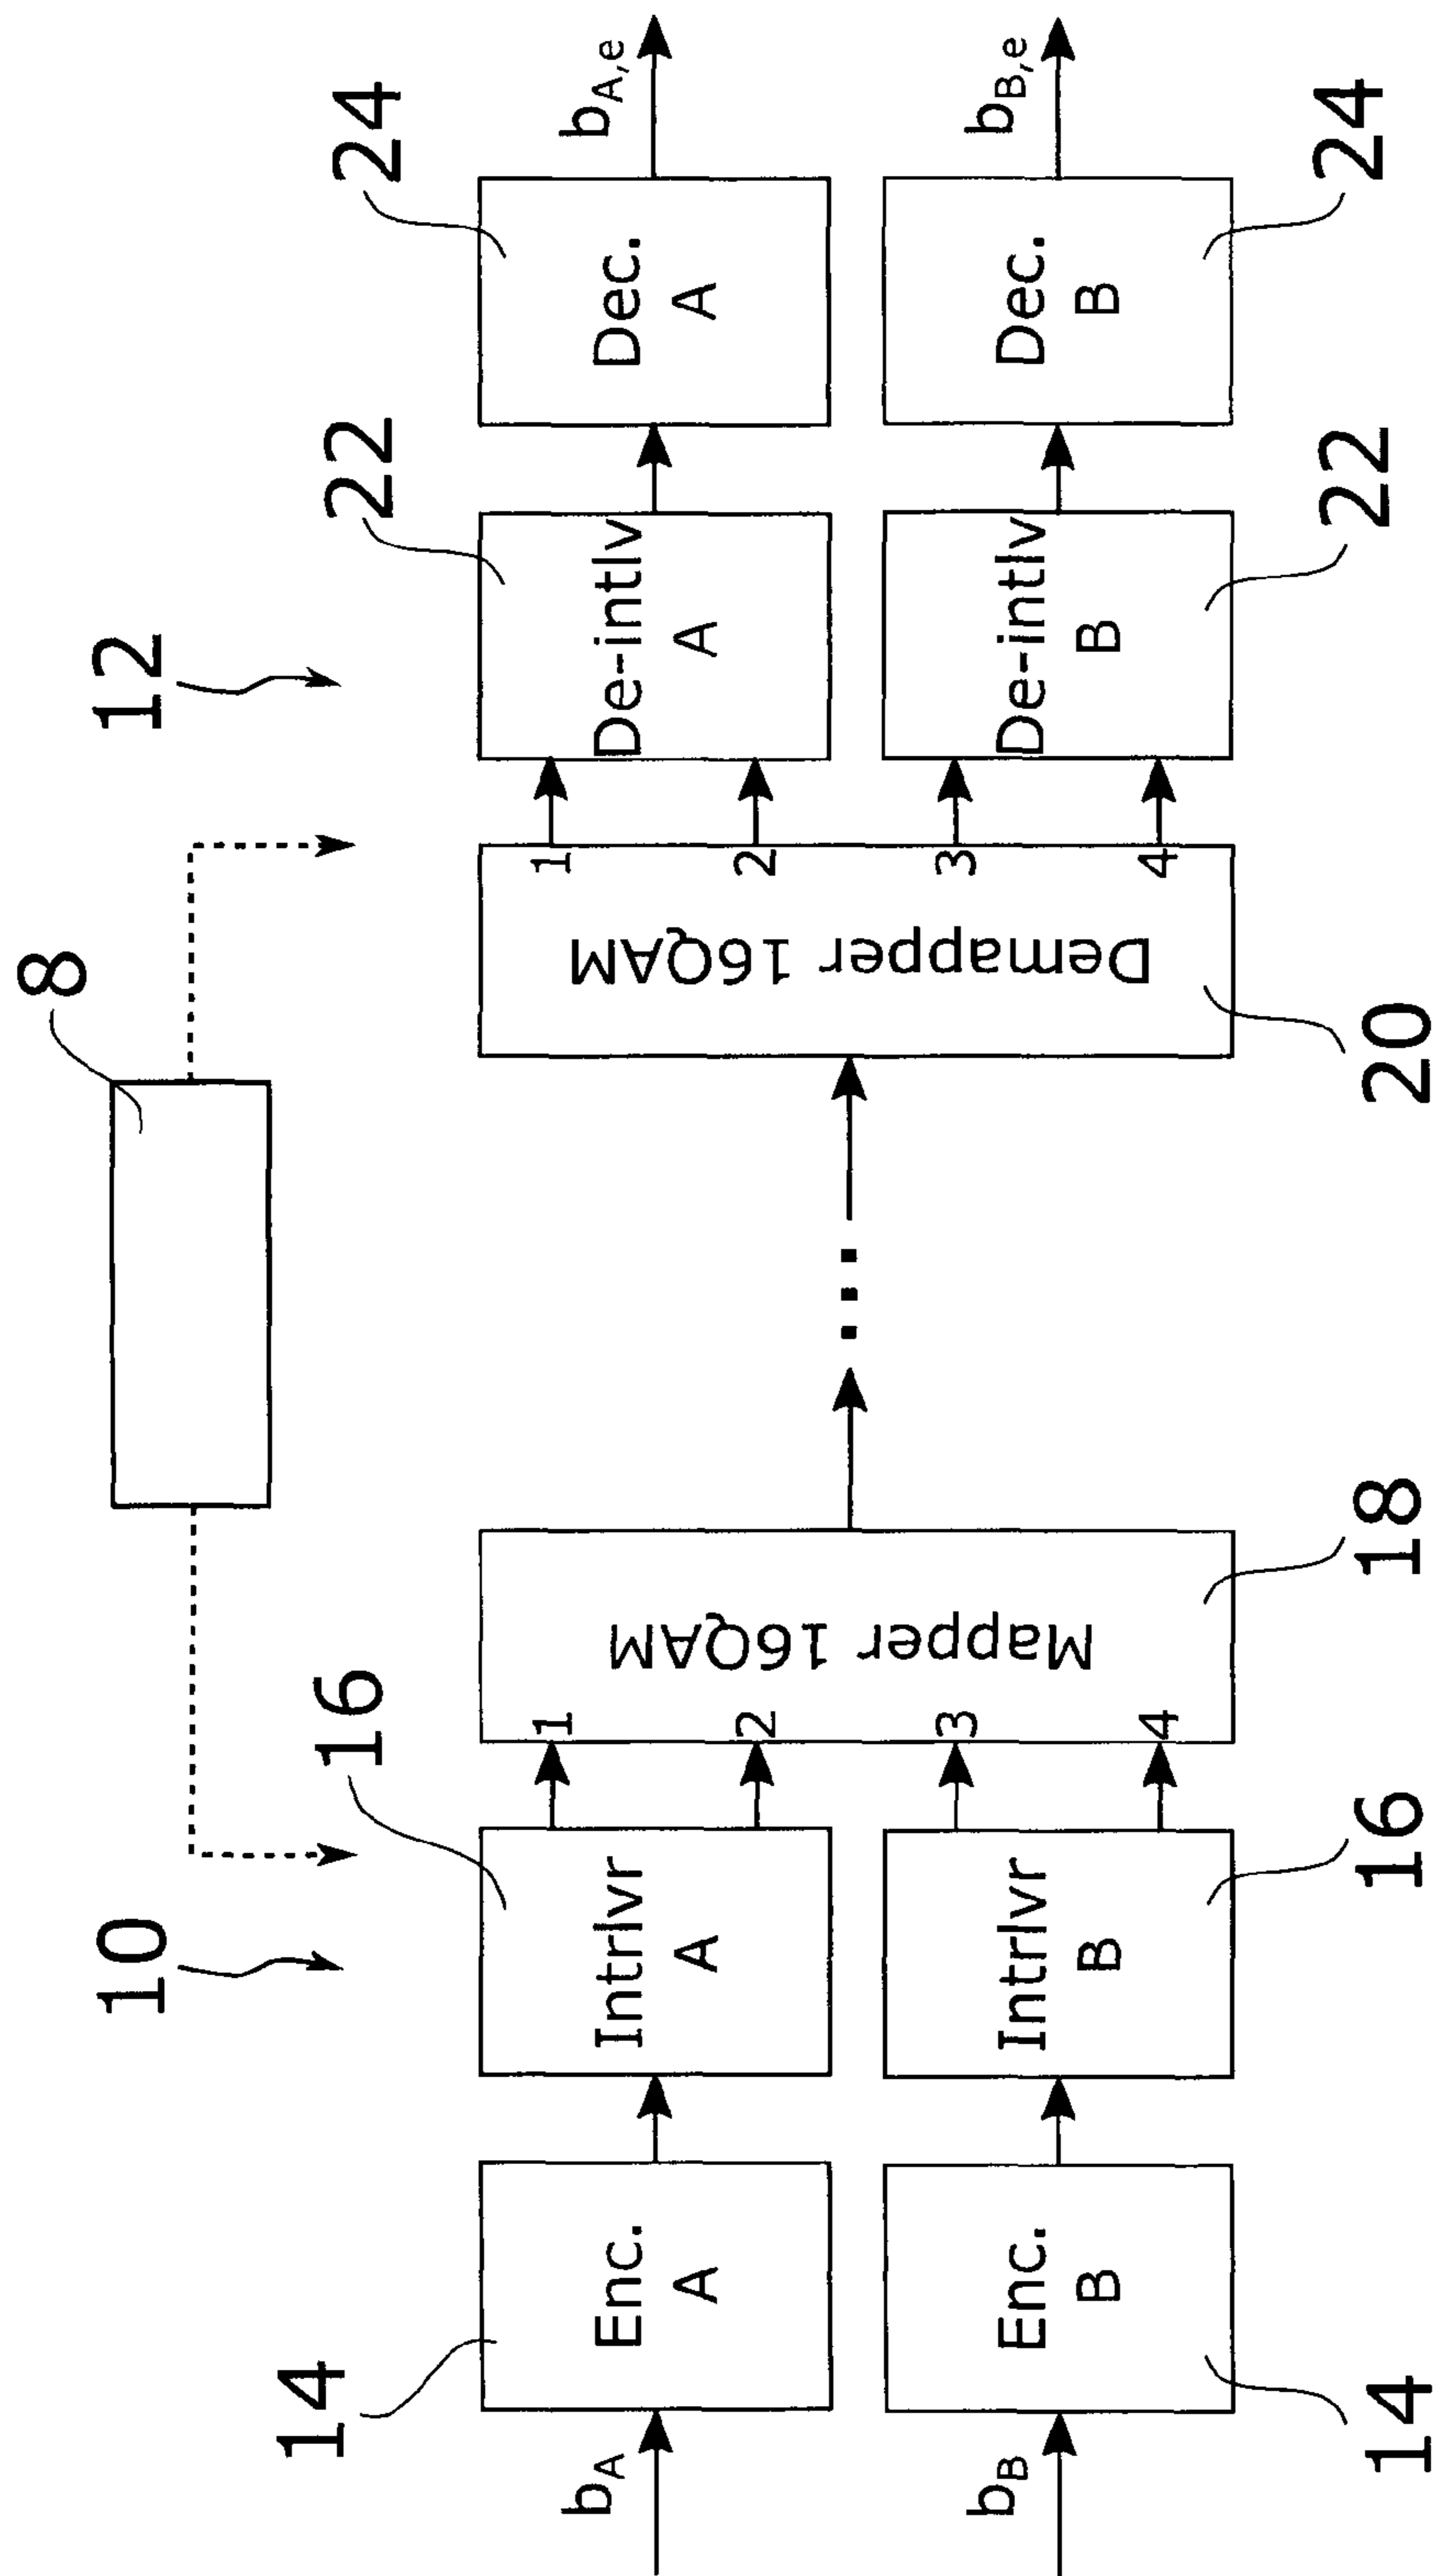 8
10
12
14
16
16
22
24
b_A
Enc.
A
Intrlvr
A
1
2
Mapper 16QAM
Demapper 16QAM
1
2
De-intlv
A
Dec.
A
b_A,e
b_B
Enc.
B
Intrlvr
B
3
4
3
4
De-intlv
B
Dec.
B
b_B,e
14
18
20
22
24